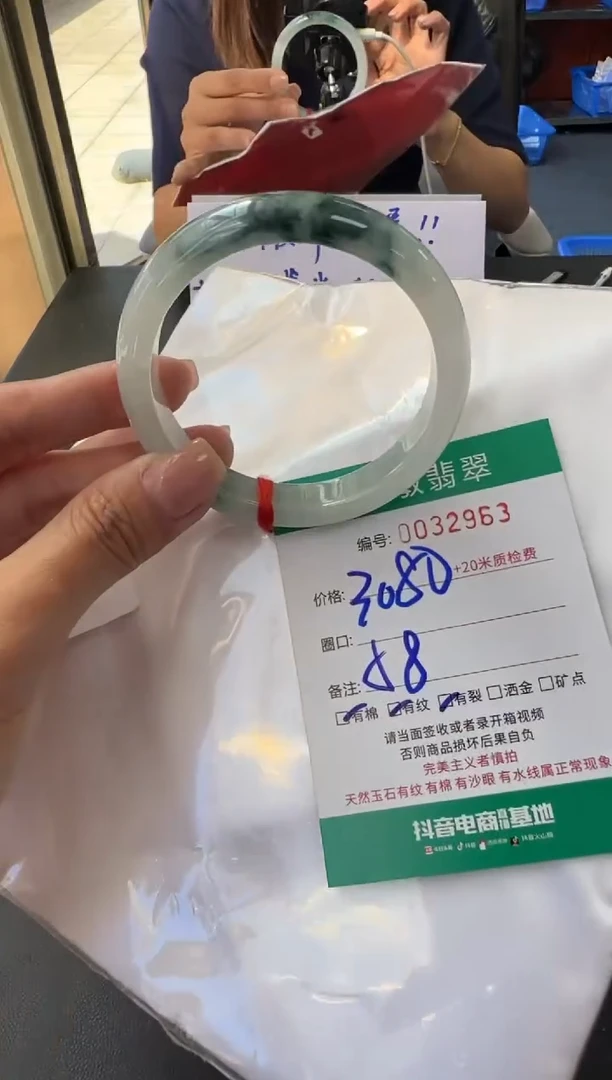 !!
翡翠
编号: 0032963
价格: 3080 +20米质检费
圈口:
58
备注:
有棉 有纹 有裂 洒金 矿点
请当面签收或者录开箱视频
否则商品损坏后果自负
完美主义者慎拍
天然玉石有纹有棉有沙眼有水线属正常现象
抖音电商 基地